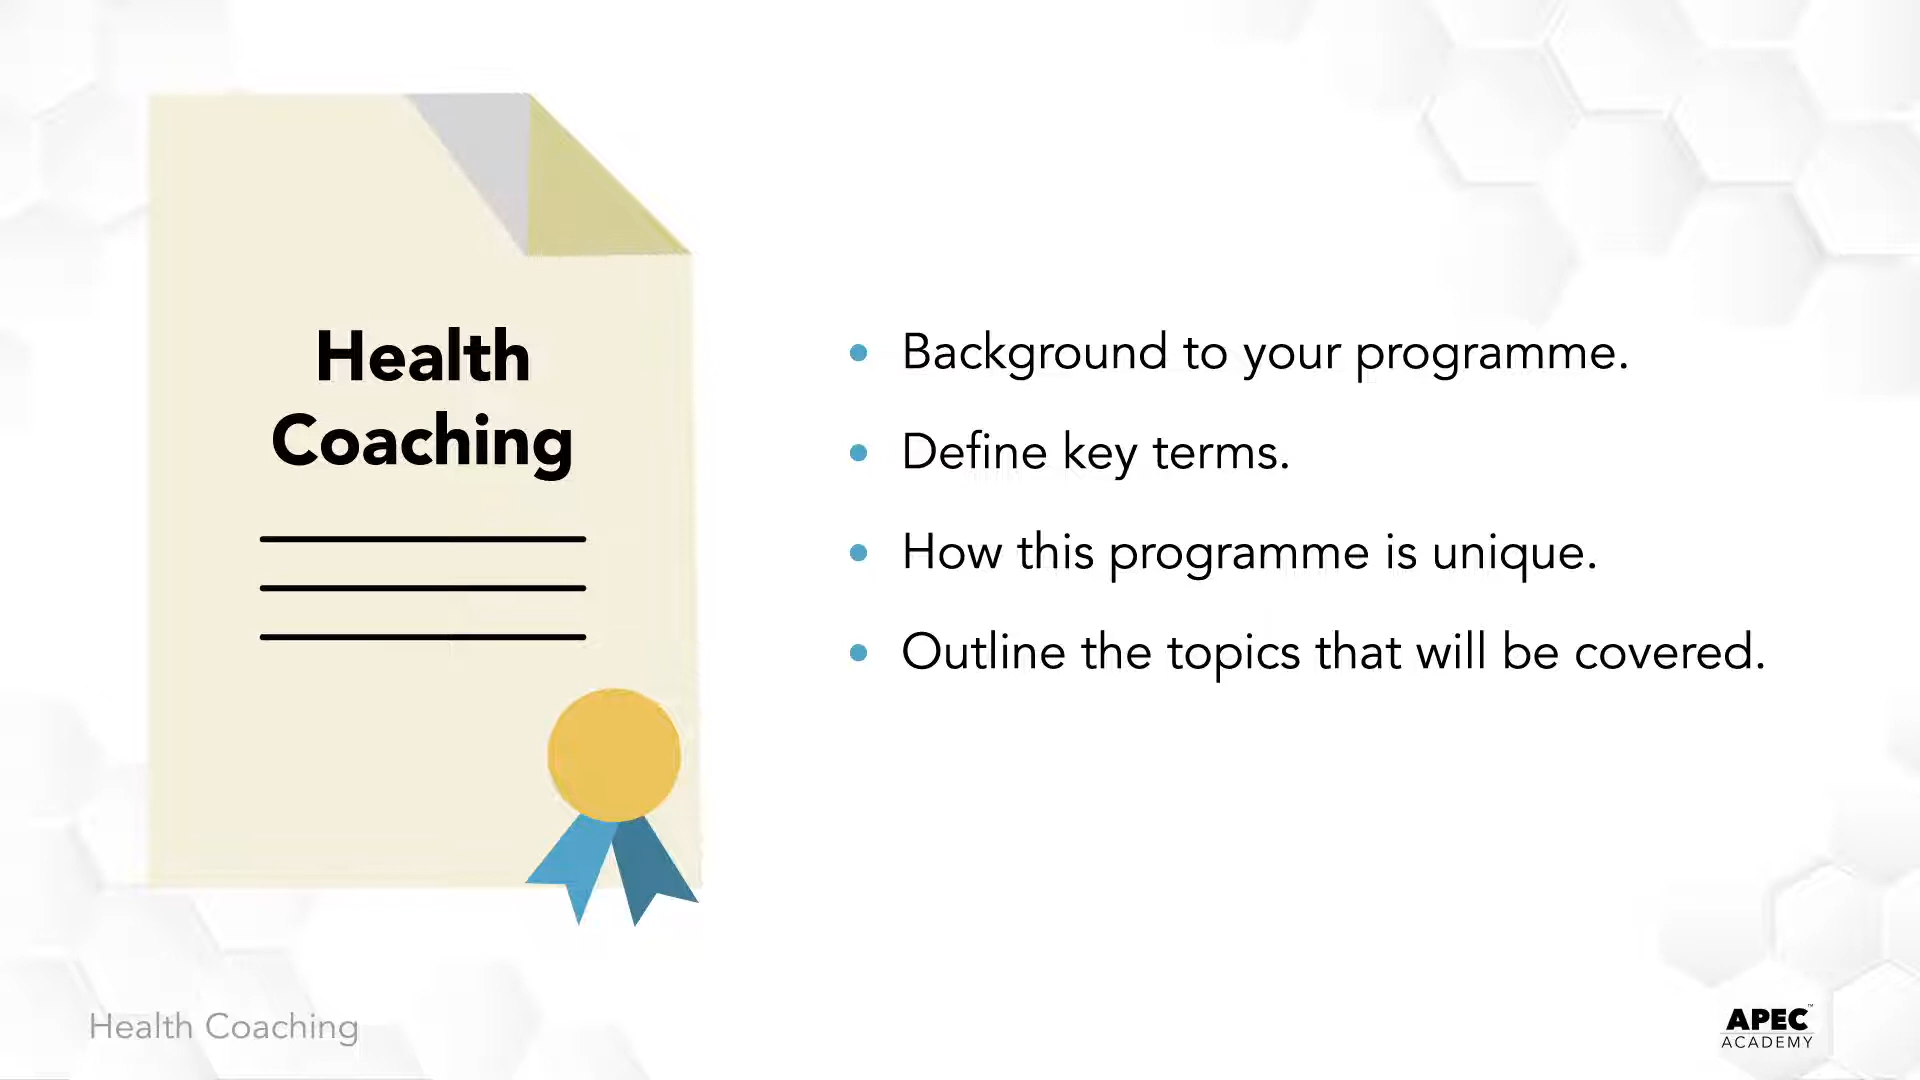 Health
Coaching
• Background to your programme.
• Define key terms.
• How this programme is unique.
• Outline the topics that will be covered.
Health Coaching
APEC™
ACADEMY